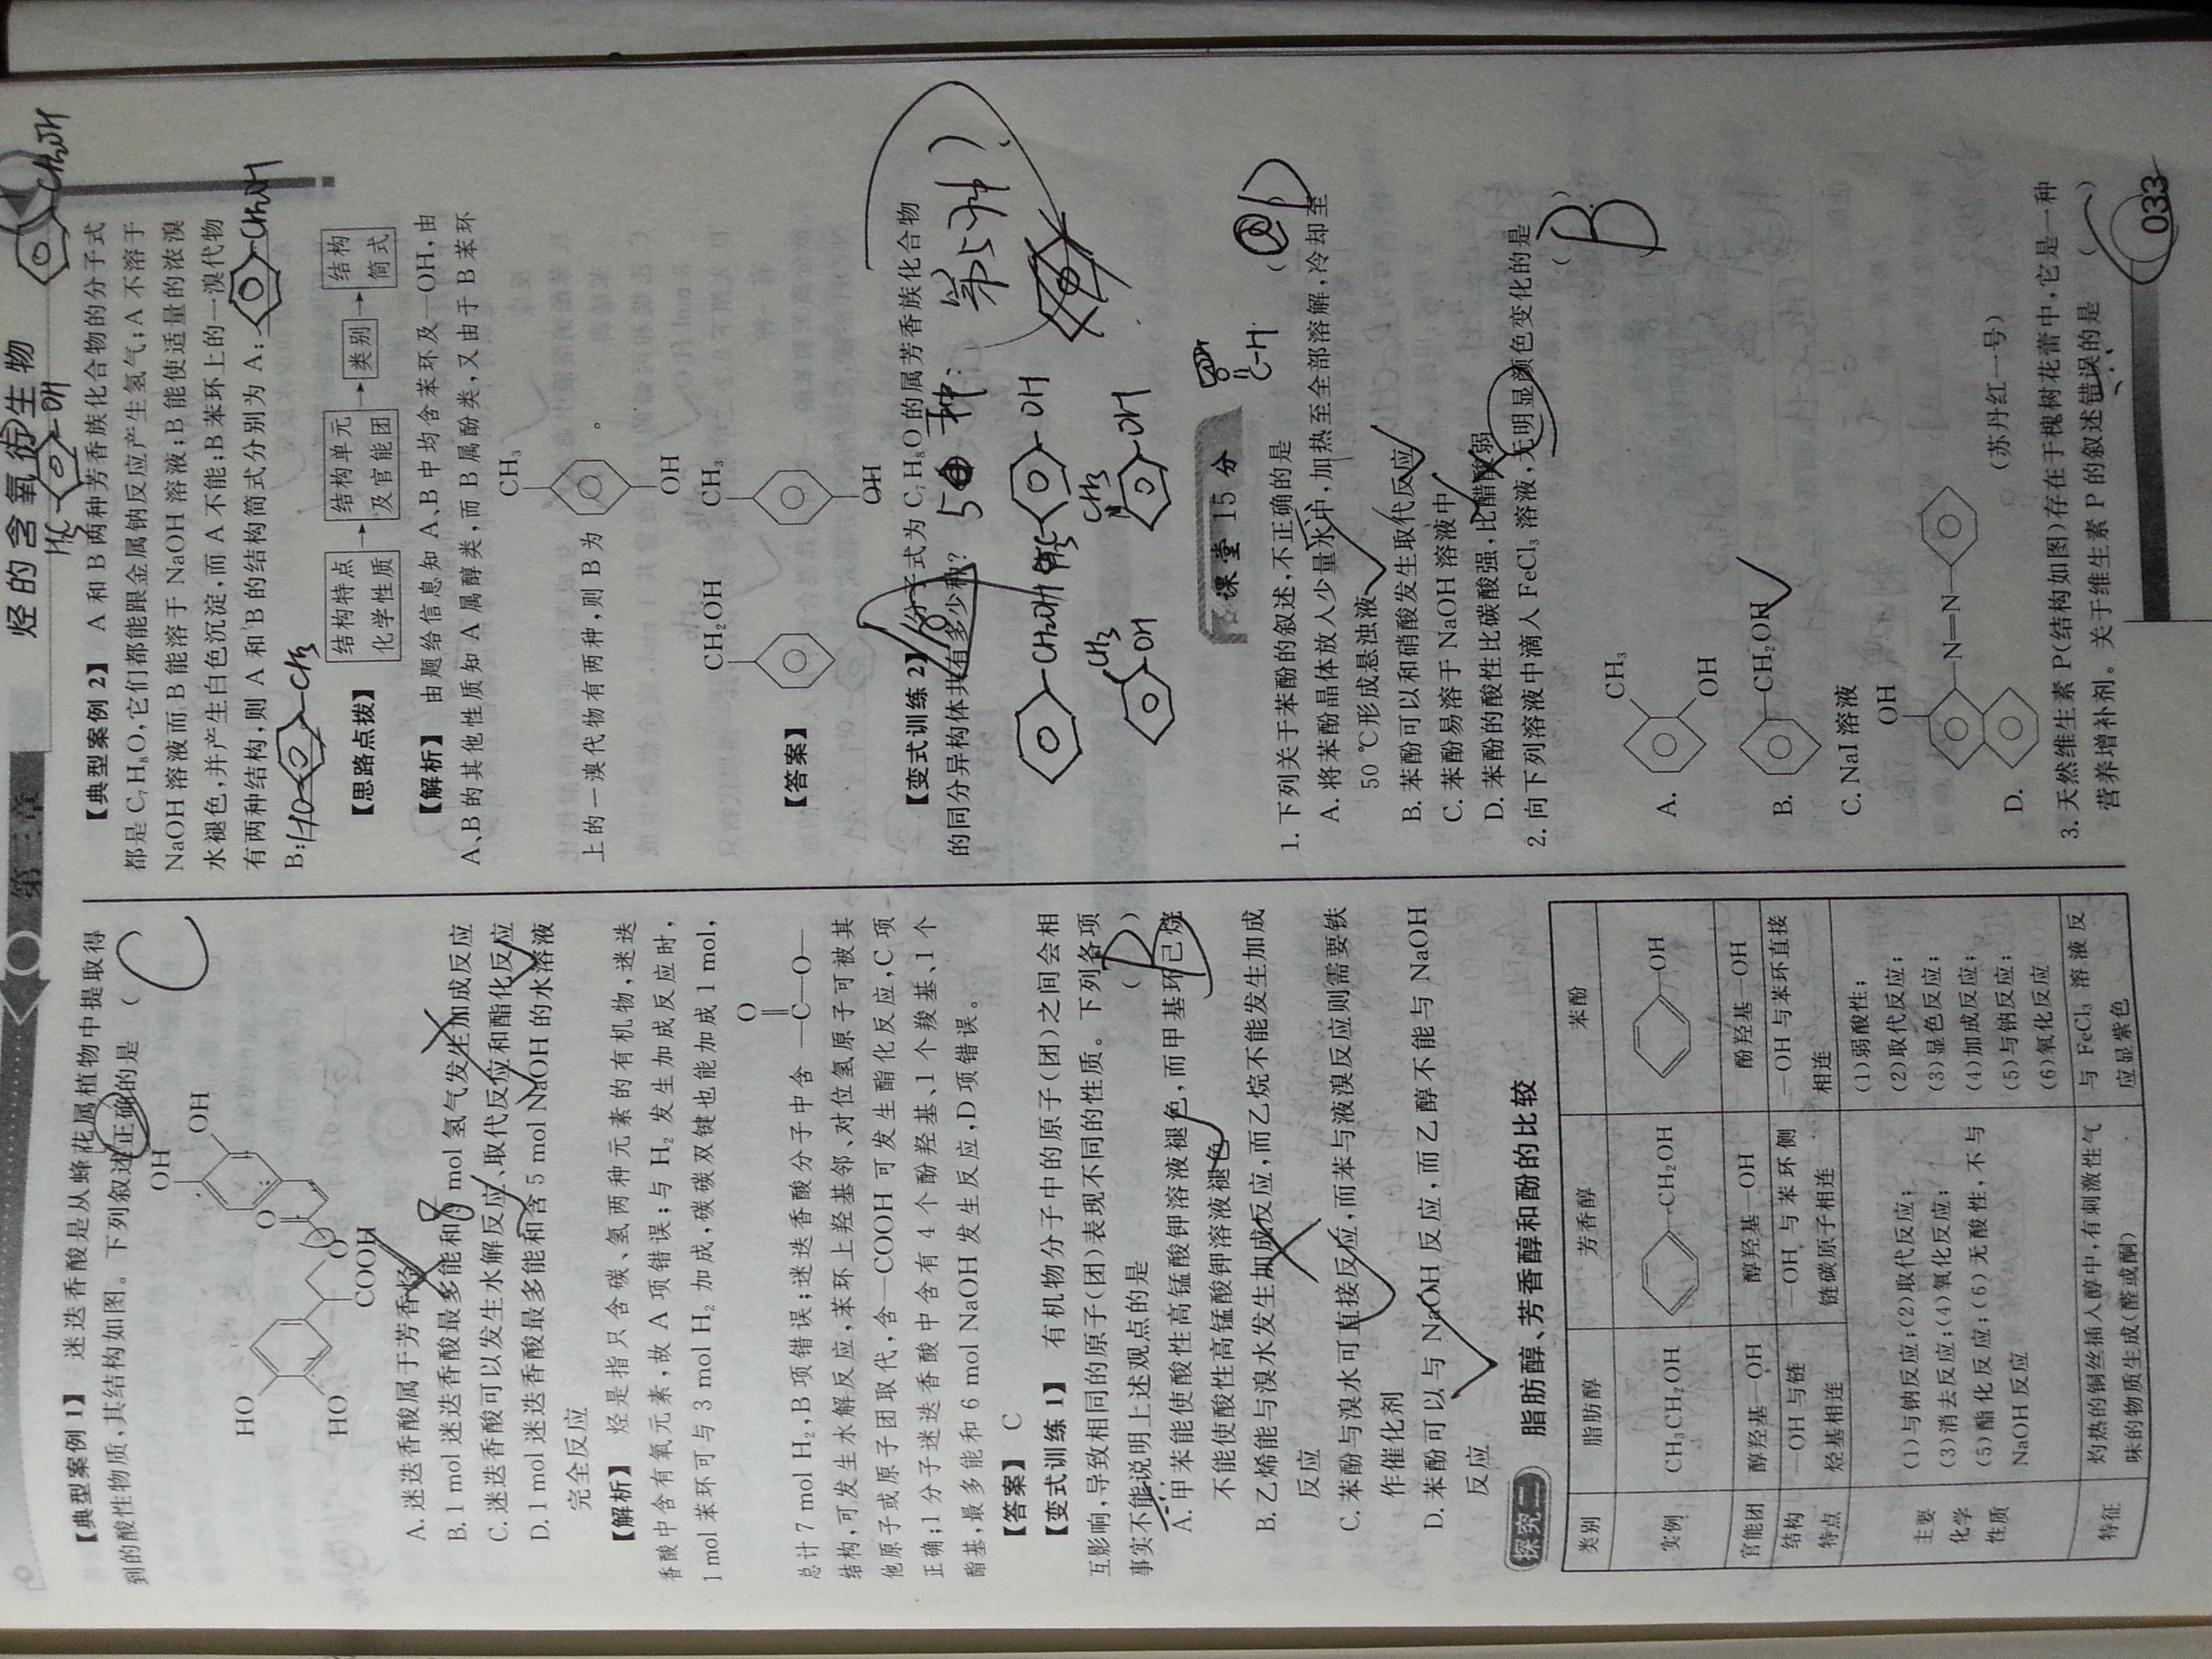 第三章
烃的含氧衍生物
H₃C OH
CH₂OH
【典型案例 1】 迷迭香酸是从蜂花属植物中提取得
到的酸性物质，其结构如图。下列叙述正确的是 （
C
OH
OH
HO
O
HO
O
COOH
A. 迷迭香酸属于芳香烃
B. 1 mol 迷迭香酸最多能和 8 mol 氢气发生加成反应
C. 迷迭香酸可以发生水解反应、取代反应和酯化反应
D. 1 mol 迷迭香酸最多能和含 5 mol NaOH 的水溶液
完全反应
【解析】 烃是指只含碳、氢两种元素的有机物，迷迭
香酸中含有氧元素，故 A 项错误；与 H₂ 发生加成反应时，
1 mol 苯环可与 3 mol H₂ 加成，碳碳双键也能加成 1 mol，
O
总计 7 mol H₂，B 项错误；迷迭香酸分子中含 —C—O—
结构，可发生水解反应，苯环上羟基邻、对位氢原子可被其
他原子或原子团取代，含—COOH 可发生酯化反应，C 项
正确；1 分子迷迭香酸中含有 4 个酚羟基、1 个羧基、1 个
酯基，最多能和 6 mol NaOH 发生反应，D 项错误。
【答案】 C
【变式训练 1】 有机物分子中的原子（团）之间会相
互影响，导致相同的原子（团）表现不同的性质。下列各项
事实不能说明上述观点的是 （B）
A. 甲苯能使酸性高锰酸钾溶液褪色，而甲基环己烷
不能使酸性高锰酸钾溶液褪色
B. 乙烯能与溴水发生加成反应，而乙烷不能发生加成
反应
C. 苯酚与溴水可直接反应，而苯与液溴反应则需要铁
作催化剂
D. 苯酚可以与 NaOH 反应，而乙醇不能与 NaOH
反应
探究二 脂肪醇、芳香醇和酚的比较
类别 脂肪醇 芳香醇 苯酚
实例 CH₃CH₂OH —CH₂OH —OH
官能团 醇羟基—OH 醇羟基—OH 酚羟基—OH
结构 —OH 与链 —OH 与苯环侧 —OH 与苯环直接
特点 烃基相连 链碳原子相连 相连
主要
化学
性质
(1)与钠反应；(2)取代反应；
(3)消去反应；(4)氧化反应；
(5)酯化反应；(6)无酸性，不与
NaOH 反应
(1)弱酸性；
(2)取代反应；
(3)显色反应；
(4)加成反应；
(5)与钠反应；
(6)氧化反应
特征
灼热的铜丝插入醇中，有刺激性气
味的物质生成（醛或酮）
与 FeCl₃ 溶液反
应显紫色
【典型案例 2】 A 和 B 两种芳香族化合物的分子式
都是 C₇H₈O，它们都能跟金属钠反应产生氢气；A 不溶于
NaOH 溶液而 B 能溶于 NaOH 溶液；B 能使适量的浓溴
水褪色，并产生白色沉淀，而 A 不能；B 苯环上的一溴代物
有两种结构，则 A 和 B 的结构简式分别为 A: CH₂OH
B: HO CH₃
【思路点拨】
结构特点
化学性质
→
结构单元
及官能团
→ 类别 →
结构
简式
【解析】 由题给信息知 A、B 中均含苯环及—OH，由
A、B 的其他性质知 A 属醇类，而 B 属酚类，又由于 B 苯环
CH₃
上的一溴代物有两种，则 B 为 。
OH
CH₂OH CH₃
【答案】
OH
【变式训练 2】 分子式为 C₇H₈O 的属芳香族化合物
的同分异构体共有多少种？ 5 种：
第5种？
CH₂OH
OH
CH₃
OH
CH₃
OH
课堂 15 分
O
C-H
1. 下列关于苯酚的叙述，不正确的是 （ D
A. 将苯酚晶体放入少量水中，加热至全部溶解，冷却至
50 ℃形成悬浊液
B. 苯酚可以和硝酸发生取代反应
C. 苯酚易溶于 NaOH 溶液中
D. 苯酚的酸性比碳酸强，比醋酸弱
2. 向下列溶液中滴入 FeCl₃ 溶液，无明显颜色变化的是
（B）
CH₃
A.
OH
B. —CH₂OH
C. NaI 溶液
OH
—N═N—
D. （苏丹红一号）
3. 天然维生素 P（结构如图）存在于槐树花蕾中，它是一种
营养增补剂。关于维生素 P 的叙述错误的是 （ ）
033